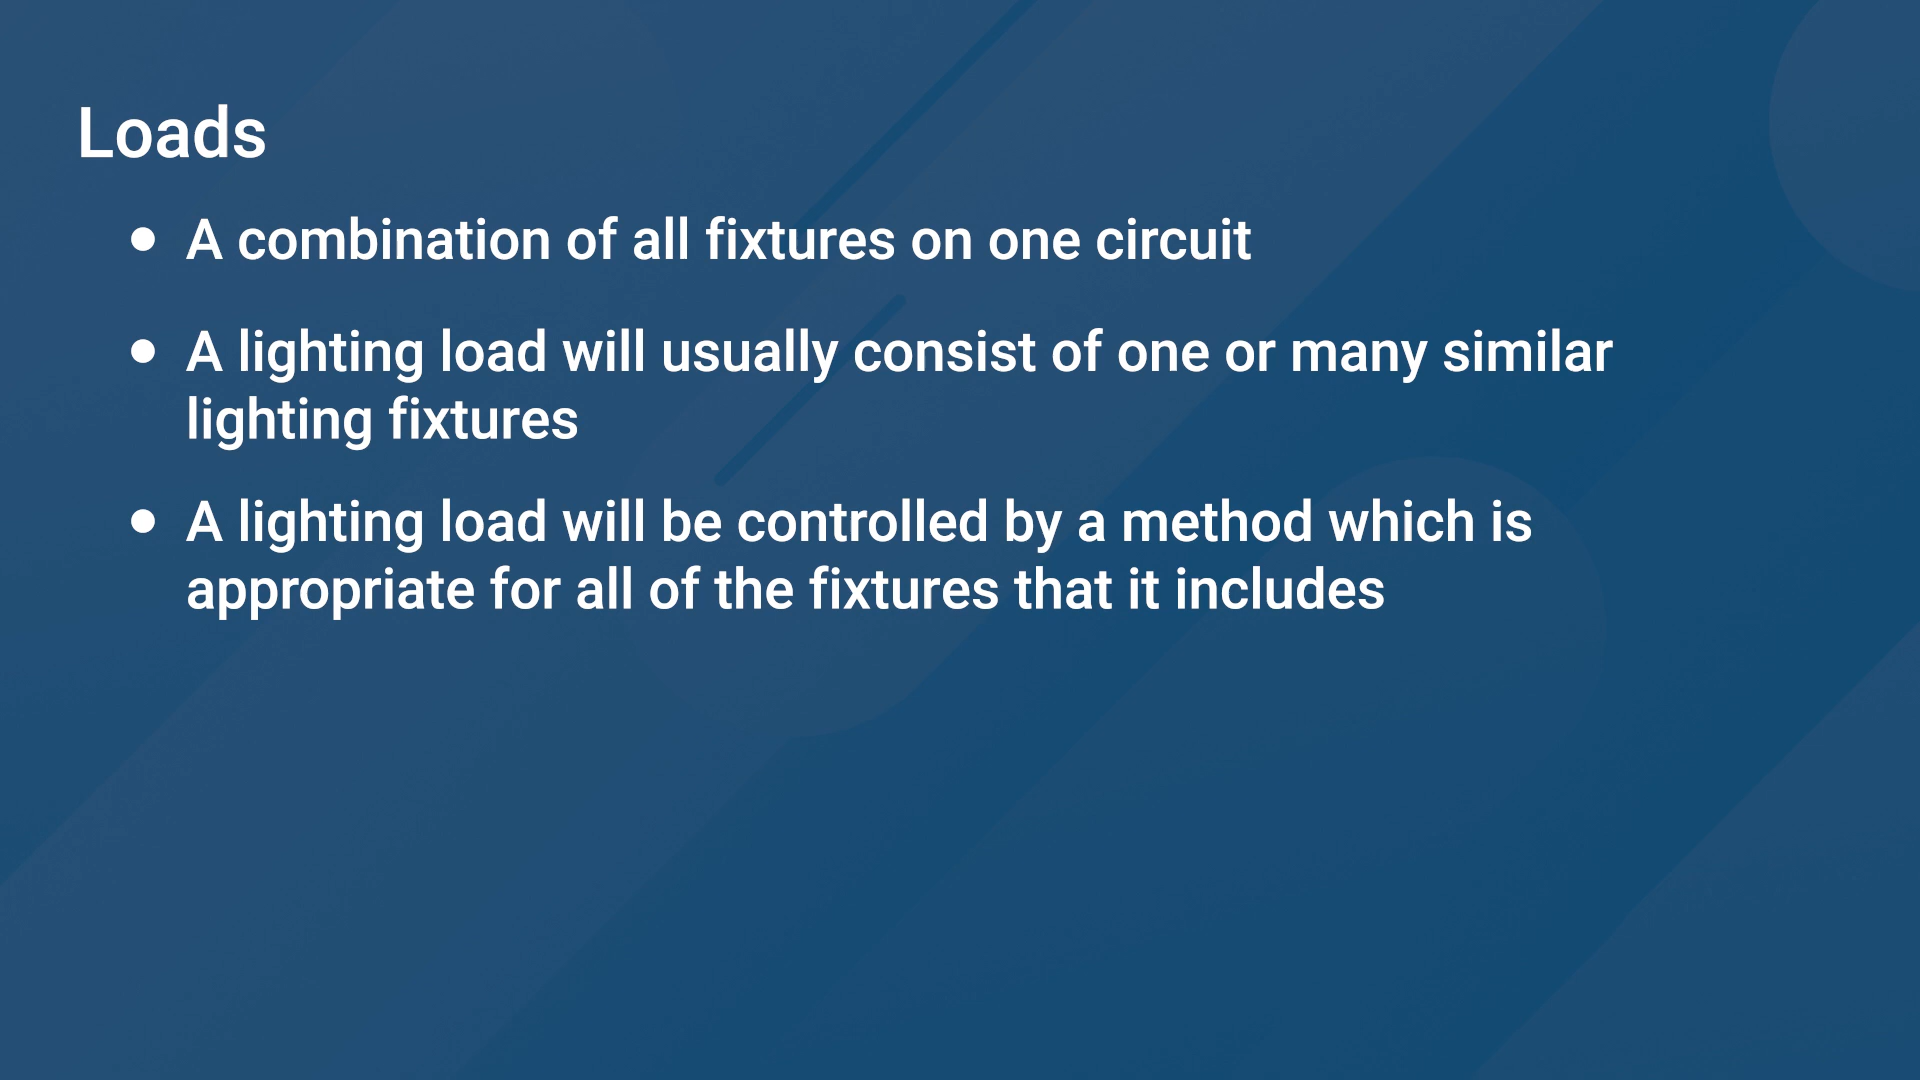 Loads
● A combination of all fixtures on one circuit
● A lighting load will usually consist of one or many similar
lighting fixtures
● A lighting load will be controlled by a method which is
appropriate for all of the fixtures that it includes